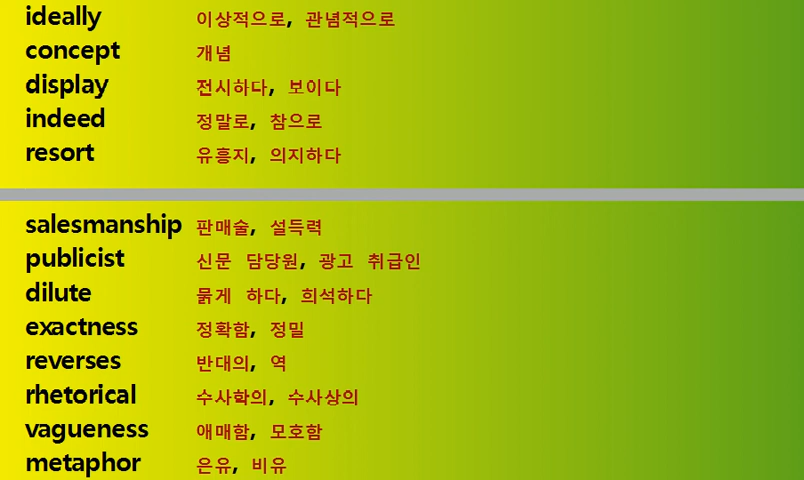 ideally 이상적으로, 관념적으로
concept 개념
display 전시하다, 보이다
indeed 정말로, 참으로
resort 유흥지, 의지하다
salesmanship 판매술, 설득력
publicist 신문 담당원, 광고 취급인
dilute 묽게 하다, 희석하다
exactness 정확함, 정밀
reverses 반대의, 역
rhetorical 수사학의, 수사상의
vagueness 애매함, 모호함
metaphor 은유, 비유